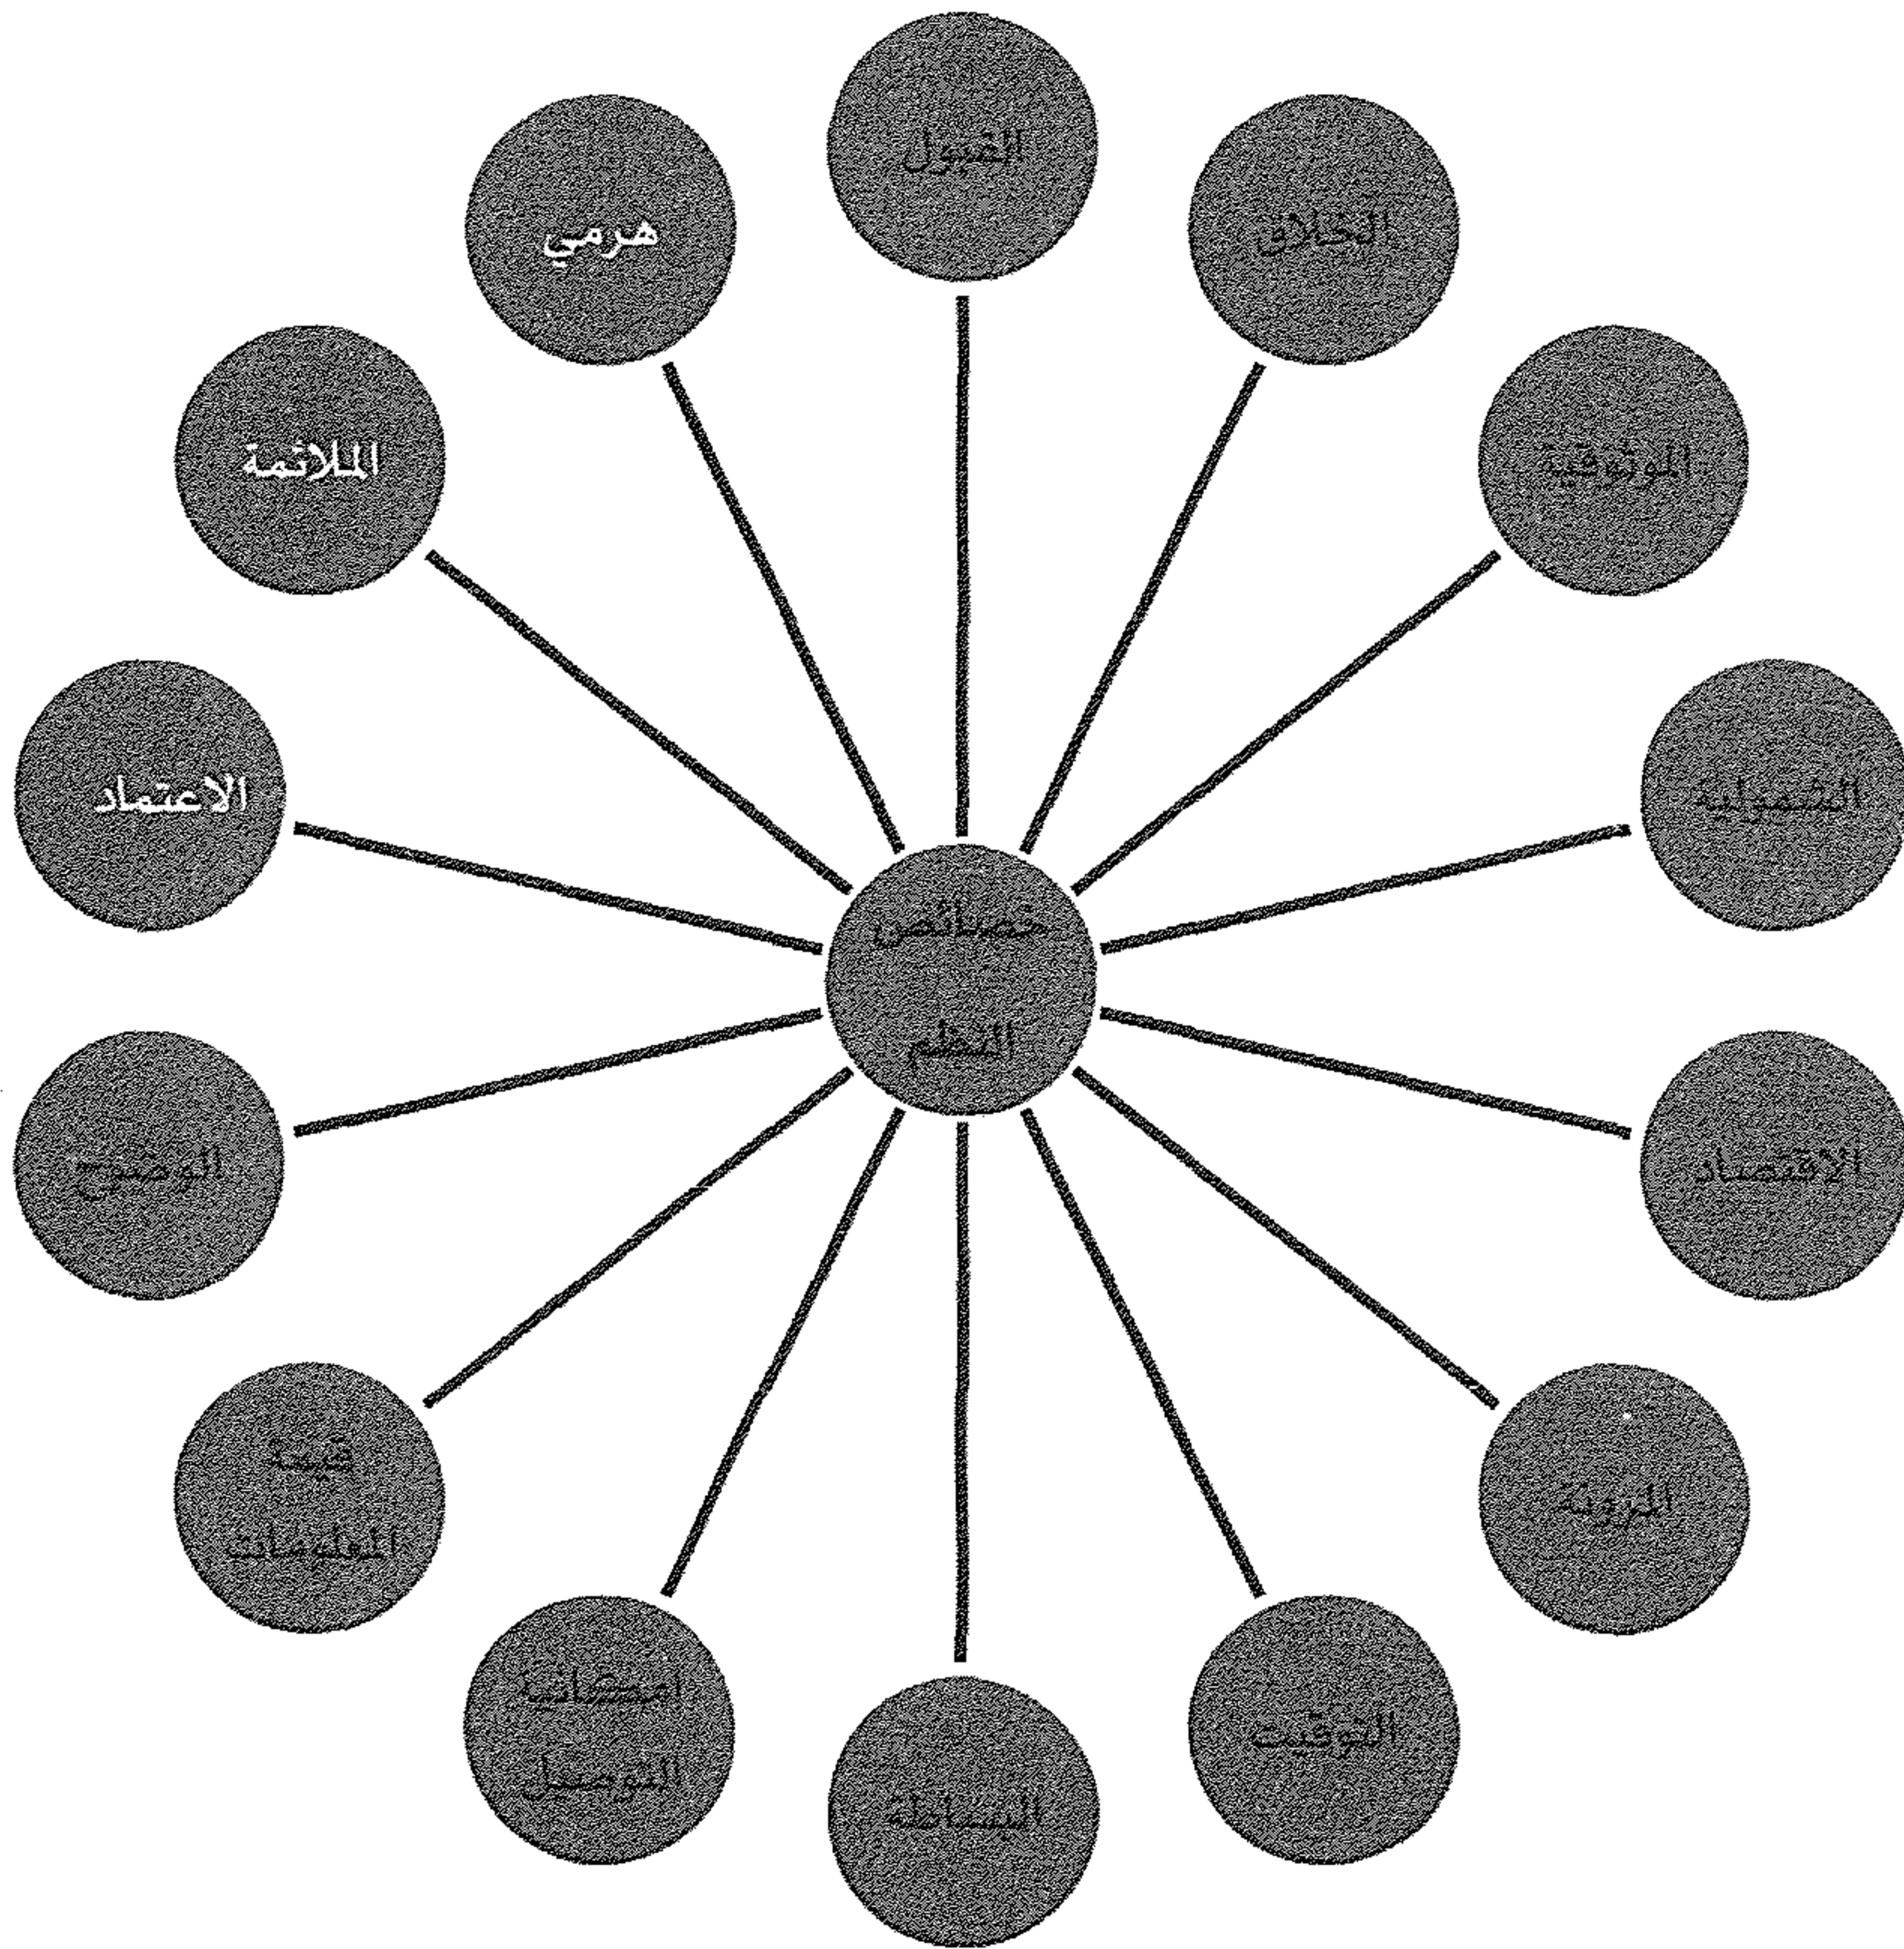 خصائص
النظم
القبول
الخلاق
الموثوقية
الشمولية
الاقتصاد
المرونة
التوقيت
البساطة
امكانية
التوصيل
قيمة
المعلومات
الوضوح
الاعتماد
الملائمة
هرمي